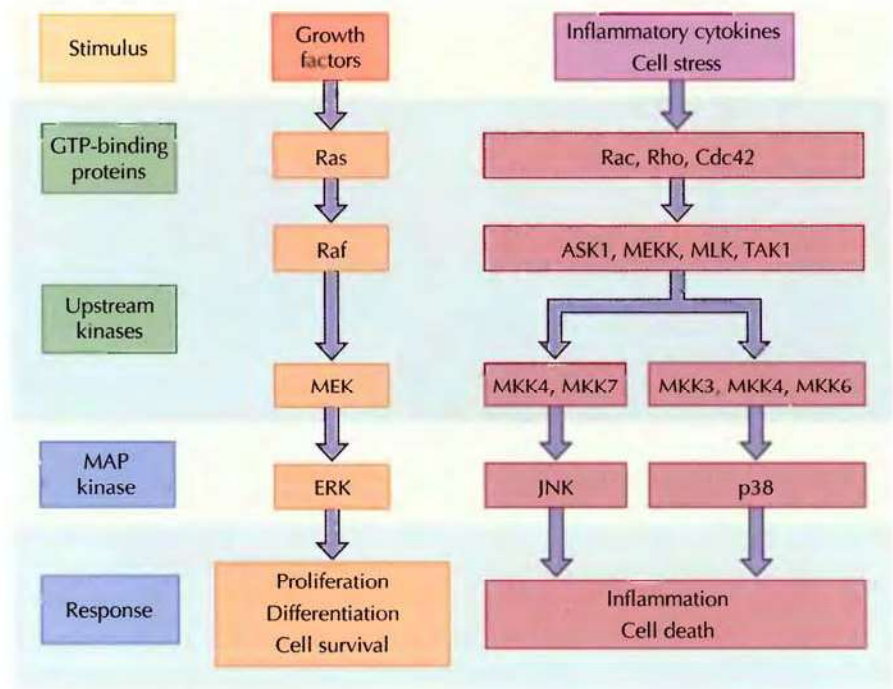 Stimulus
Growth
factors
Inflammatory cytokines
Cell stress
GTP-binding
proteins
Ras
Rac, Rho, Cdc42
Raf
ASK1, MEKK, MLK, TAK1
Upstream
kinases
MEK
MKK4, MKK7
MKK3, MKK4, MKK6
MAP
kinase
ERK
JNK
p38
Response
Proliferation
Differentiation
Cell survival
Inflammation
Cell death